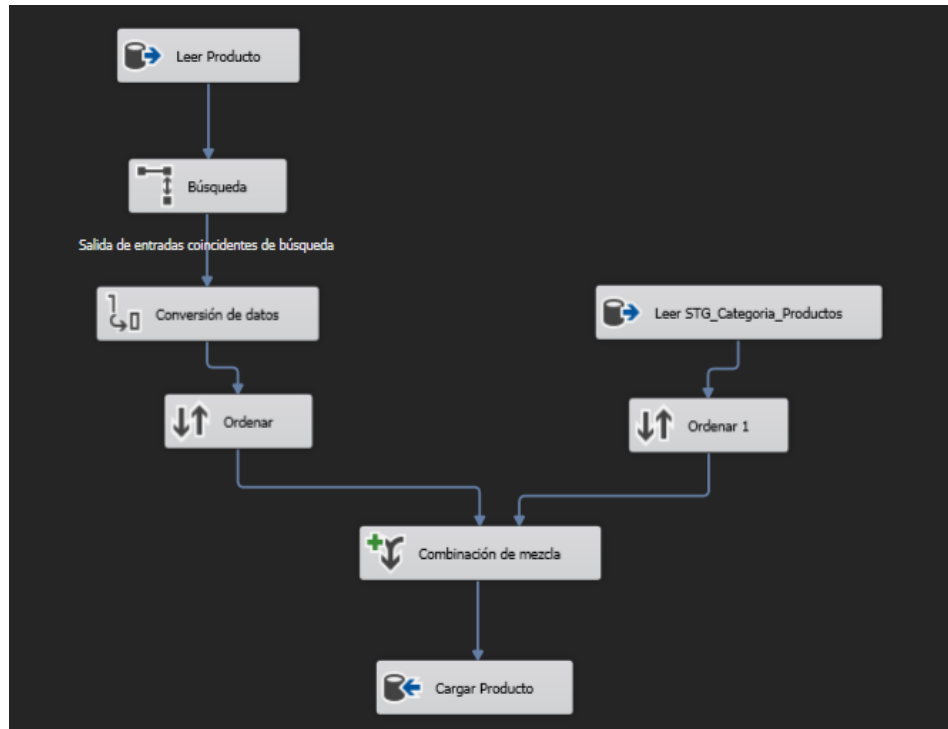 Leer Producto
Búsqueda
Salida de entradas coincidentes de búsqueda
Conversión de datos
Leer STG_Categoria_Productos
Ordenar
Ordenar 1
Combinación de mezcla
Cargar Producto